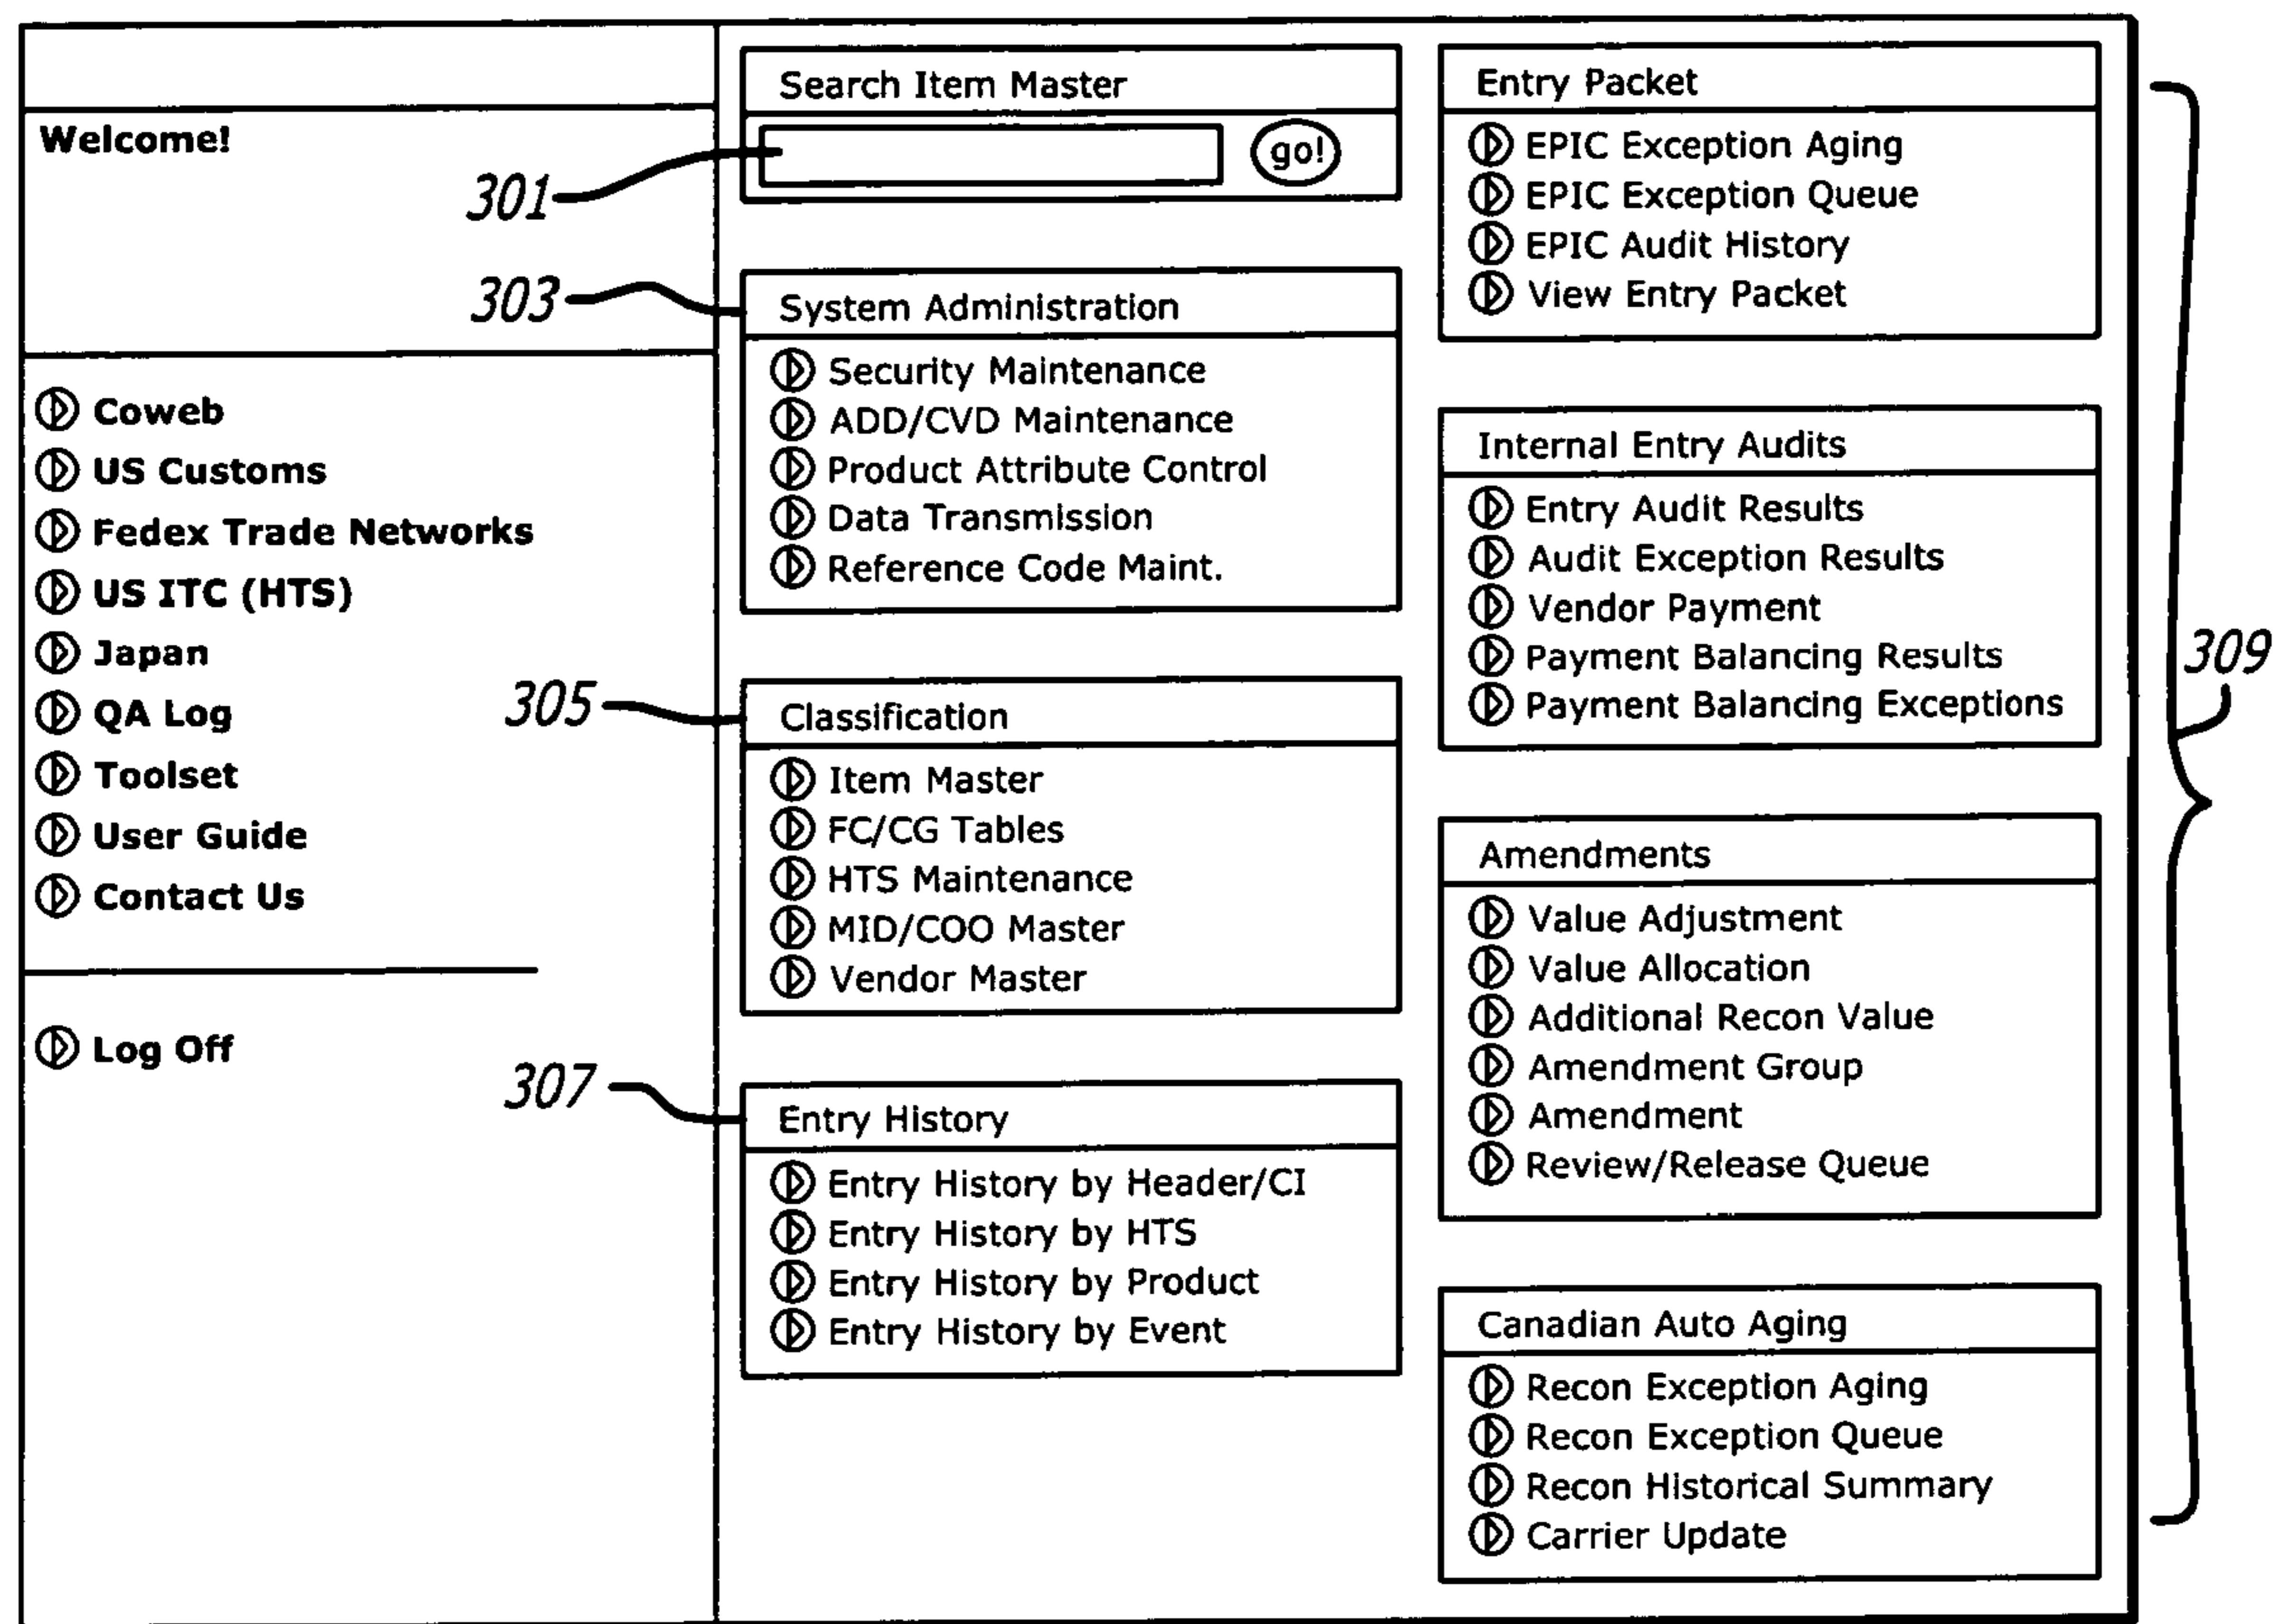 Welcome!
Coweb
US Customs
Fedex Trade Networks
US ITC (HTS)
Japan
QA Log
Toolset
User Guide
Contact Us
Log Off
301
303
305
307
Search Item Master
go!
System Administration
Security Maintenance
ADD/CVD Maintenance
Product Attribute Control
Data Transmission
Reference Code Maint.
Classification
Item Master
FC/CG Tables
HTS Maintenance
MID/COO Master
Vendor Master
Entry History
Entry History by Header/CI
Entry History by HTS
Entry History by Product
Entry History by Event
Entry Packet
EPIC Exception Aging
EPIC Exception Queue
EPIC Audit History
View Entry Packet
Internal Entry Audits
Entry Audit Results
Audit Exception Results
Vendor Payment
Payment Balancing Results
Payment Balancing Exceptions
Amendments
Value Adjustment
Value Allocation
Additional Recon Value
Amendment Group
Amendment
Review/Release Queue
Canadian Auto Aging
Recon Exception Aging
Recon Exception Queue
Recon Historical Summary
Carrier Update
309